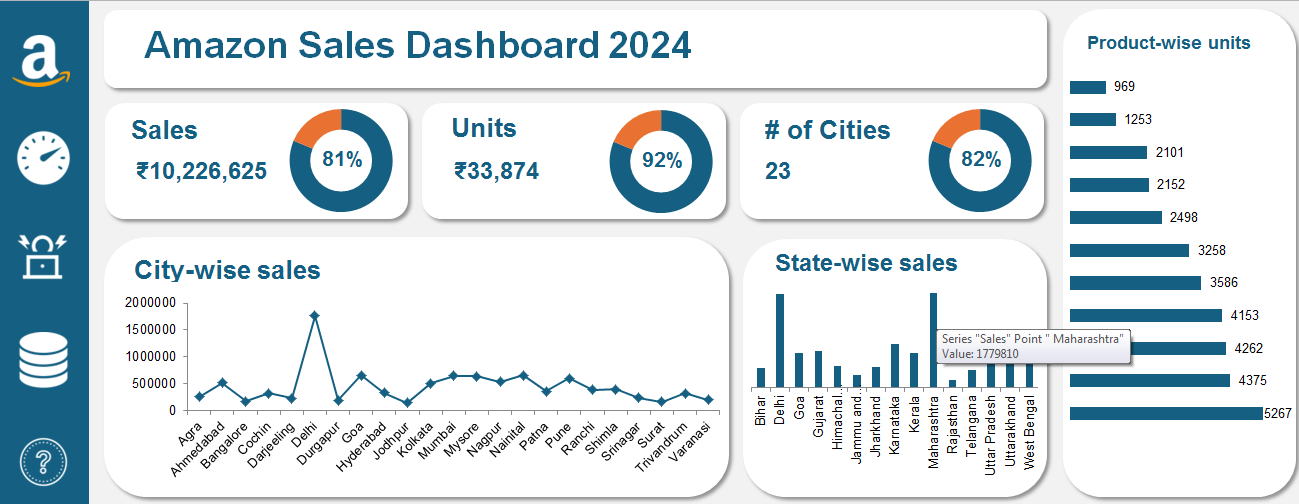 a
Amazon Sales Dashboard 2024
Sales
₹10,226,625
81%
Units
₹33,874
92%
# of Cities
23
82%
City-wise sales
2000000
1500000
1000000
500000
0
Agra
Ahmedabad
Bangalore
Cochin
Darjeeling
Delhi
Durgapur
Goa
Hyderabad
Jodhpur
Kolkata
Mumbai
Mysore
Nagpur
Nainital
Patna
Pune
Ranchi
Shimla
Srinagar
Surat
Trivandrum
Varanasi
State-wise sales
Series "Sales" Point " Maharashtra"
Value: 1779810
Bihar
Delhi
Goa
Gujarat
Himachal..
Jammu and..
Jharkhand
Karnataka
Kerala
Maharashtra
Rajasthan
Telangana
Uttar Pradesh
Uttarakhand
West Bengal
Product-wise units
969
1253
2101
2152
2498
3258
3586
4153
4262
4375
5267
?